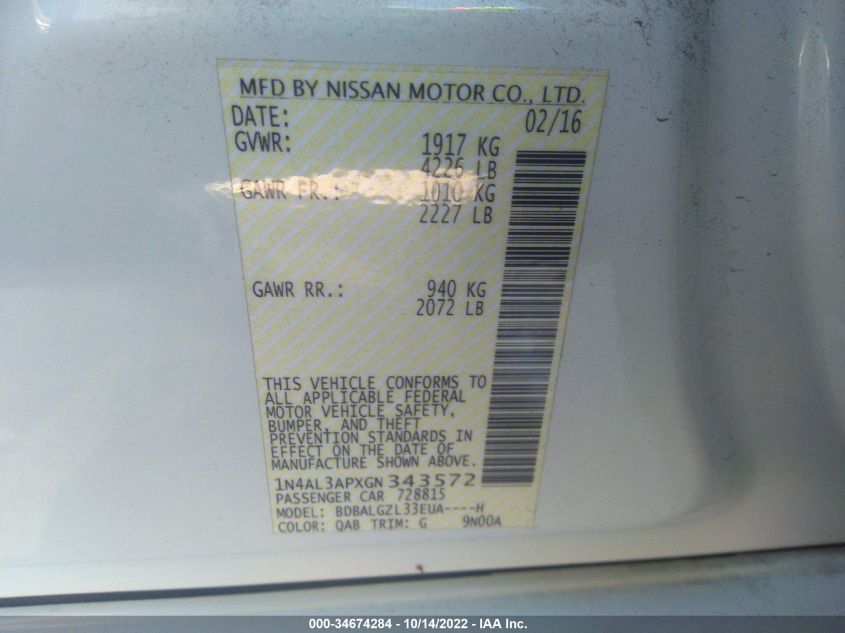 MFD BY NISSAN MOTOR CO., LTD.
DATE: 02/16
GVWR: 1917 KG
4226 LB
GAWR FR.: 1010 KG
2227 LB
GAWR RR.: 940 KG
2072 LB
THIS VEHICLE CONFORMS TO
ALL APPLICABLE FEDERAL
MOTOR VEHICLE SAFETY,
BUMPER, AND THEFT
PREVENTION STANDARDS IN
EFFECT ON THE DATE OF
MANUFACTURE SHOWN ABOVE.
1N4AL3APXGN343572
PASSENGER CAR 728815
MODEL: BDBALGZL33EUA----H
COLOR: QAB TRIM: G 9N00A
000-34674284 - 10/14/2022 - IAA Inc.